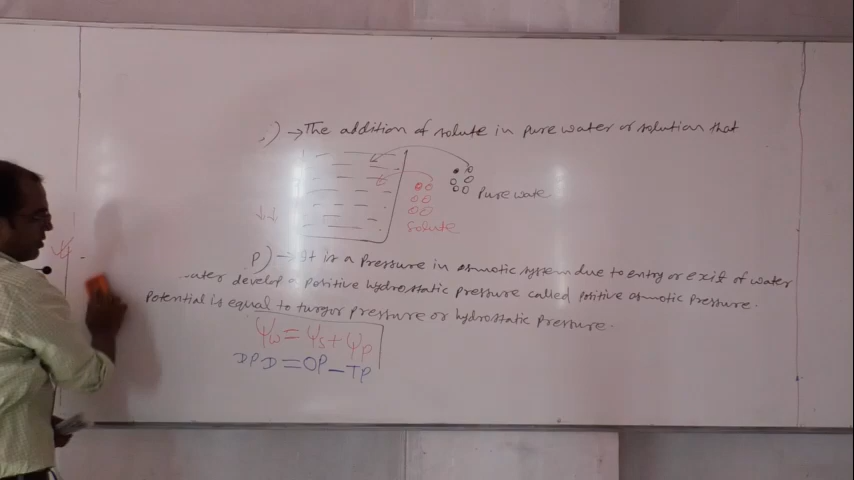 .) → The addition of solute in pure water or solution that
Pure wate
↓↓
Solute
ψ
P) → It is a pressure in osmotic system due to entry or exit of water
ater develop a positive hydrostatic pressure called positive osmotic pressure.
Potential is equal to turgor pressure or hydrostatic pressure.
ψw = ψs + ψp
DPD = OP - TP